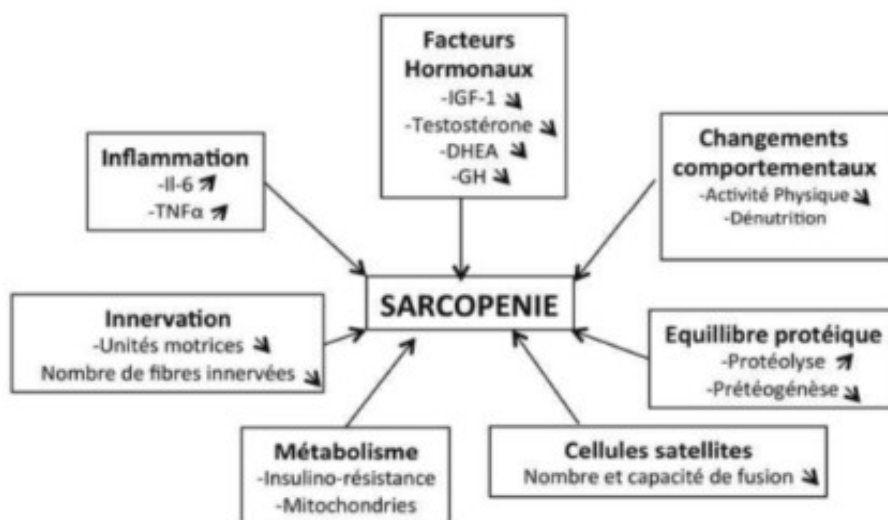 Facteurs
Hormonaux
-IGF-1 ↘
-Testostérone ↘
-DHEA ↘
-GH ↘
Inflammation
-Il-6 ↗
-TNFα ↗
Changements
comportementaux
-Activité Physique ↘
-Dénutrition
SARCOPENIE
Innervation
-Unités motrices ↘
Nombre de fibres innervées ↘
Equillibre protéique
-Protéolyse ↗
-Prétéogénèse ↘
Métabolisme
-Insulino-résistance
-Mitochondries
Cellules satellites
Nombre et capacité de fusion ↘